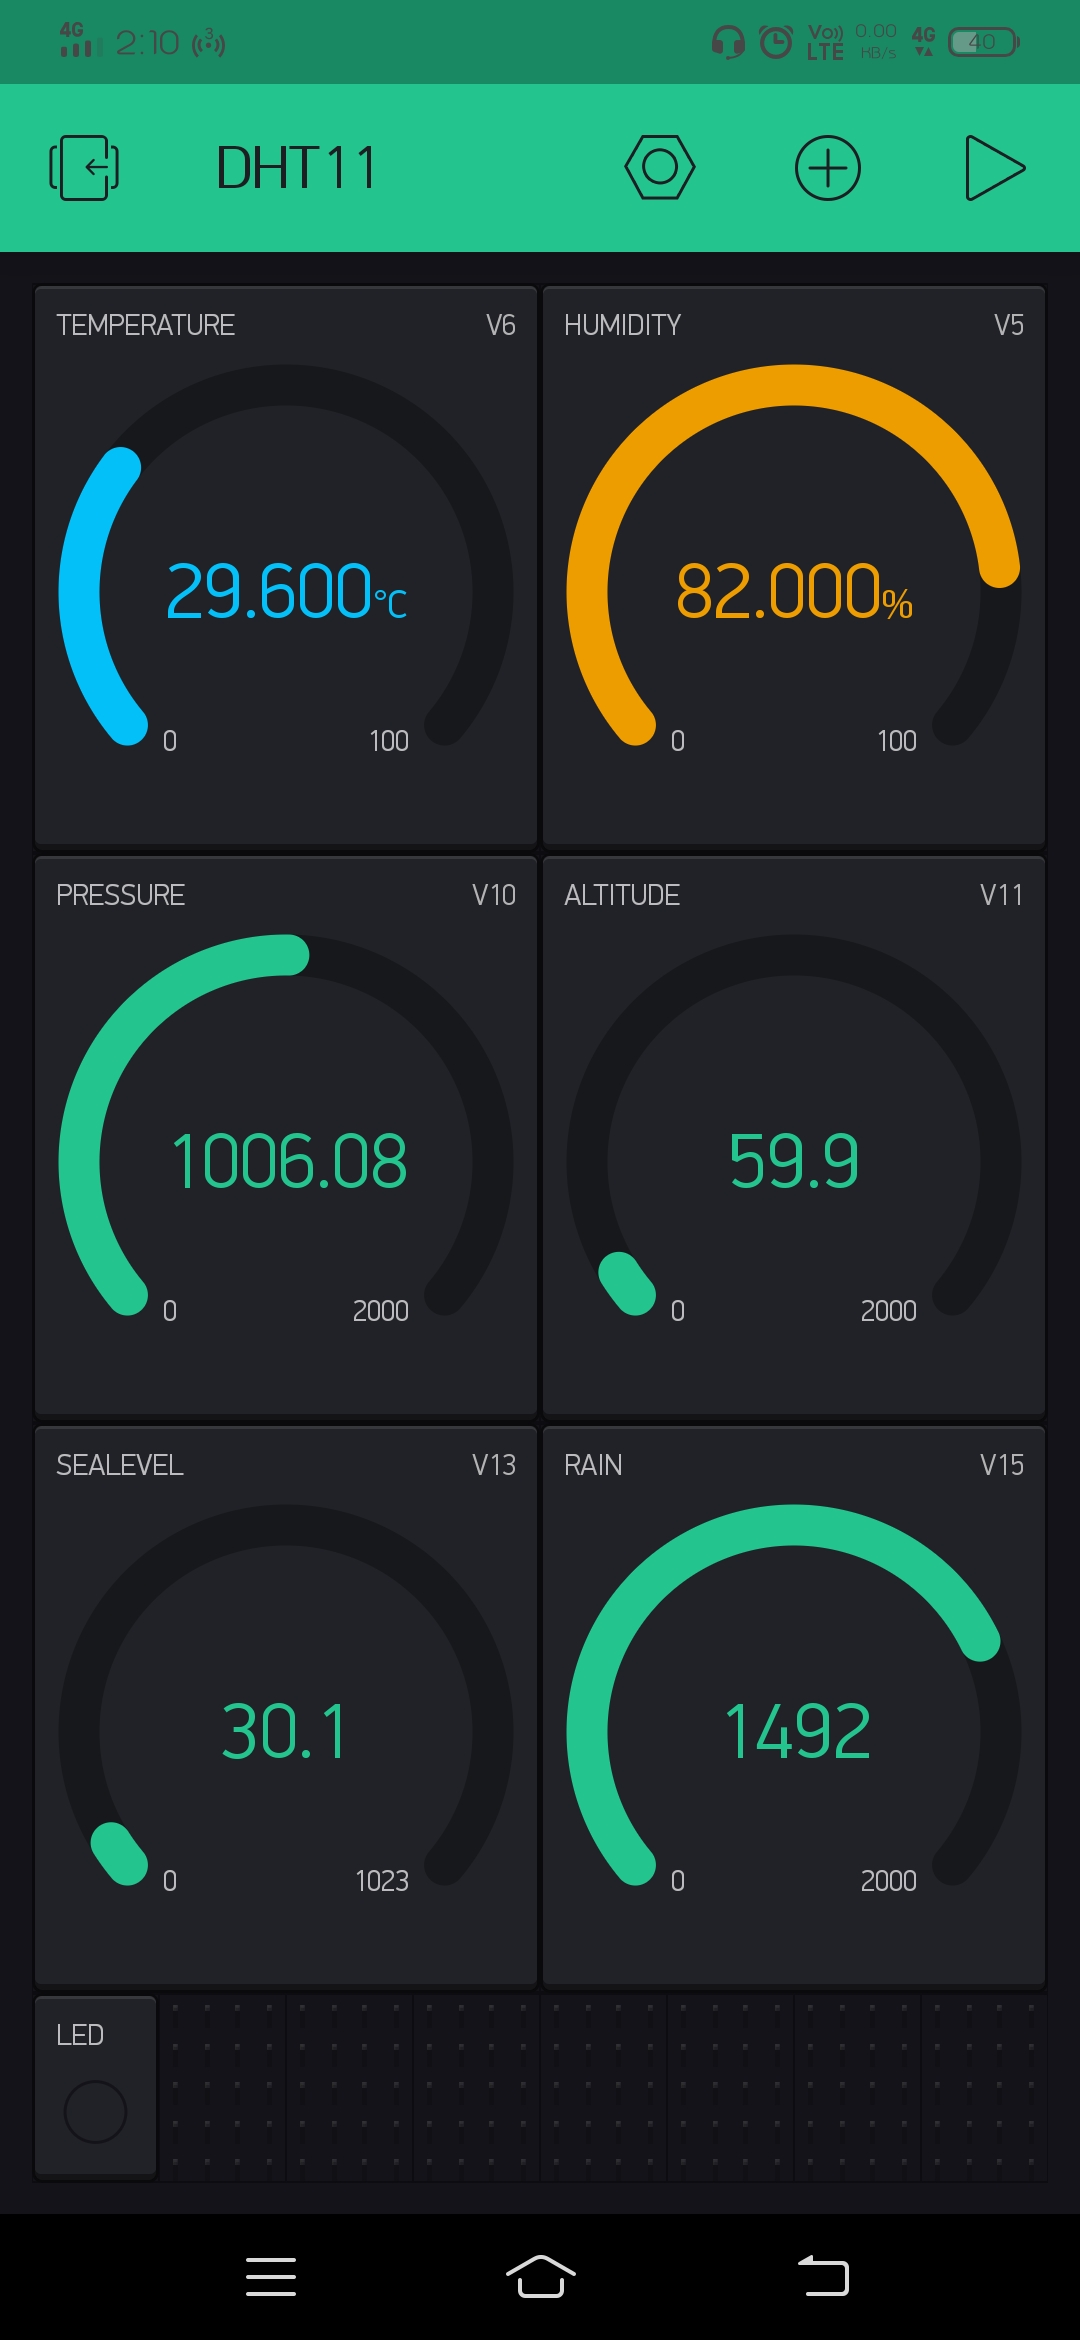 4G 2:10 3 Vo)) LTE 0.00 KB/s 4G 40
DHT11
TEMPERATURE V6 HUMIDITY V5
29.600°C 82.000%
0 100 0 100
PRESSURE V10 ALTITUDE V11
1006.08 59.9
0 2000 0 2000
SEALEVEL V13 RAIN V15
30.1 1492
0 1023 0 2000
LED